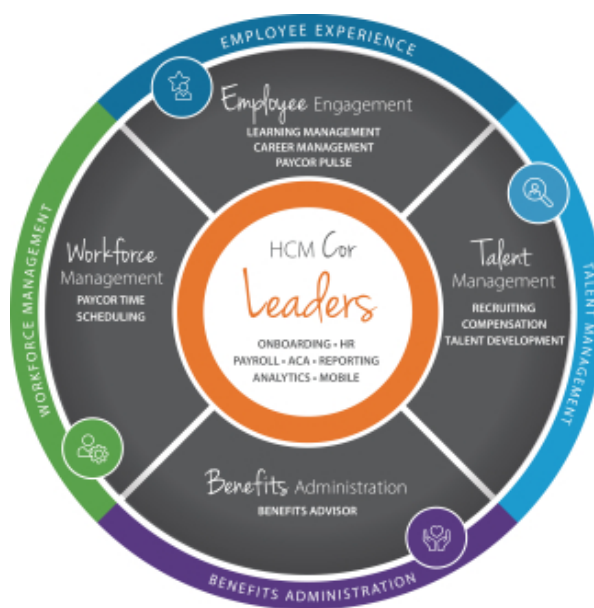 EMPLOYEE EXPERIENCE
Employee Engagement
LEARNING MANAGEMENT
CAREER MANAGEMENT
PAYCOR PULSE
WORKFORCE MANAGEMENT
Workforce
Management
PAYCOR TIME
SCHEDULING
HCM Cor
Leaders
ONBOARDING • HR
PAYROLL • ACA • REPORTING
ANALYTICS • MOBILE
Talent
Management
RECRUITING
COMPENSATION
TALENT DEVELOPMENT
TALENT MANAGEMENT
Benefits Administration
BENEFITS ADVISOR
BENEFITS ADMINISTRATION